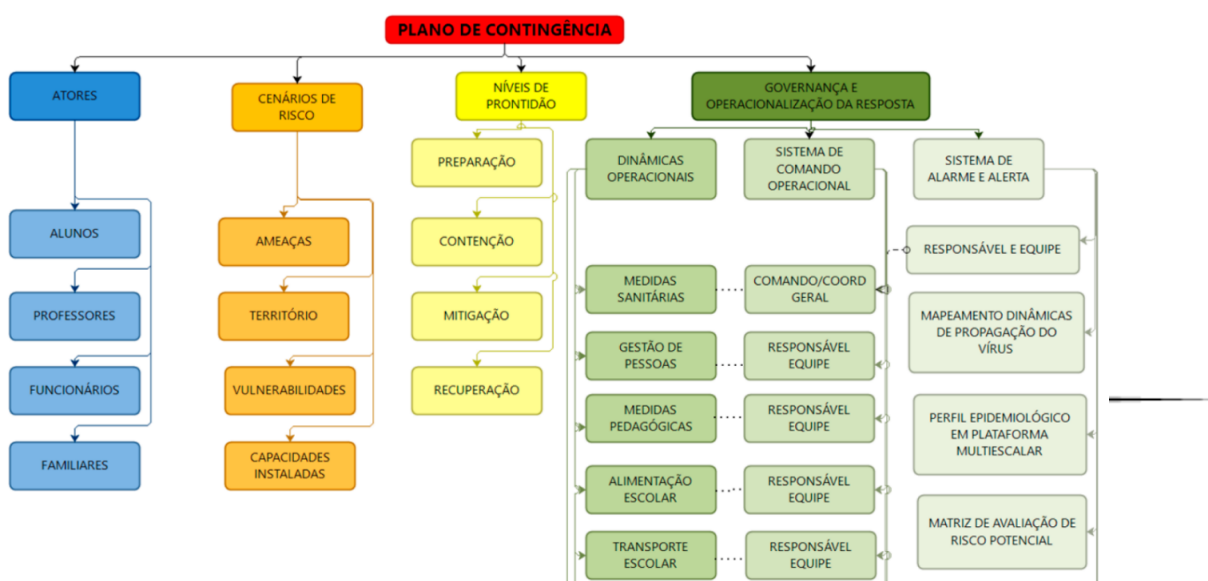 PLANO DE CONTINGÊNCIA
ATORES
ALUNOS
PROFESSORES
FUNCIONÁRIOS
FAMILIARES
CENÁRIOS DE
RISCO
AMEAÇAS
TERRITÓRIO
VULNERABILIDADES
CAPACIDADES
INSTALADAS
NÍVEIS DE
PRONTIDÃO
PREPARAÇÃO
CONTENÇÃO
MITIGAÇÃO
RECUPERAÇÃO
GOVERNANÇA E
OPERACIONALIZAÇÃO DA RESPOSTA
DINÂMICAS
OPERACIONAIS
MEDIDAS
SANITÁRIAS
GESTÃO DE
PESSOAS
MEDIDAS
PEDAGÓGICAS
ALIMENTAÇÃO
ESCOLAR
TRANSPORTE
ESCOLAR
SISTEMA DE
COMANDO
OPERACIONAL
COMANDO/COORD
GERAL
RESPONSÁVEL
EQUIPE
RESPONSÁVEL
EQUIPE
RESPONSÁVEL
EQUIPE
RESPONSÁVEL
EQUIPE
SISTEMA DE
ALARME E ALERTA
RESPONSÁVEL E EQUIPE
MAPEAMENTO DINÂMICAS
DE PROPAGAÇÃO DO
VÍRUS
PERFIL EPIDEMIOLÓGICO
EM PLATAFORMA
MULTIESCALAR
MATRIZ DE AVALIAÇÃO DE
RISCO POTENCIAL